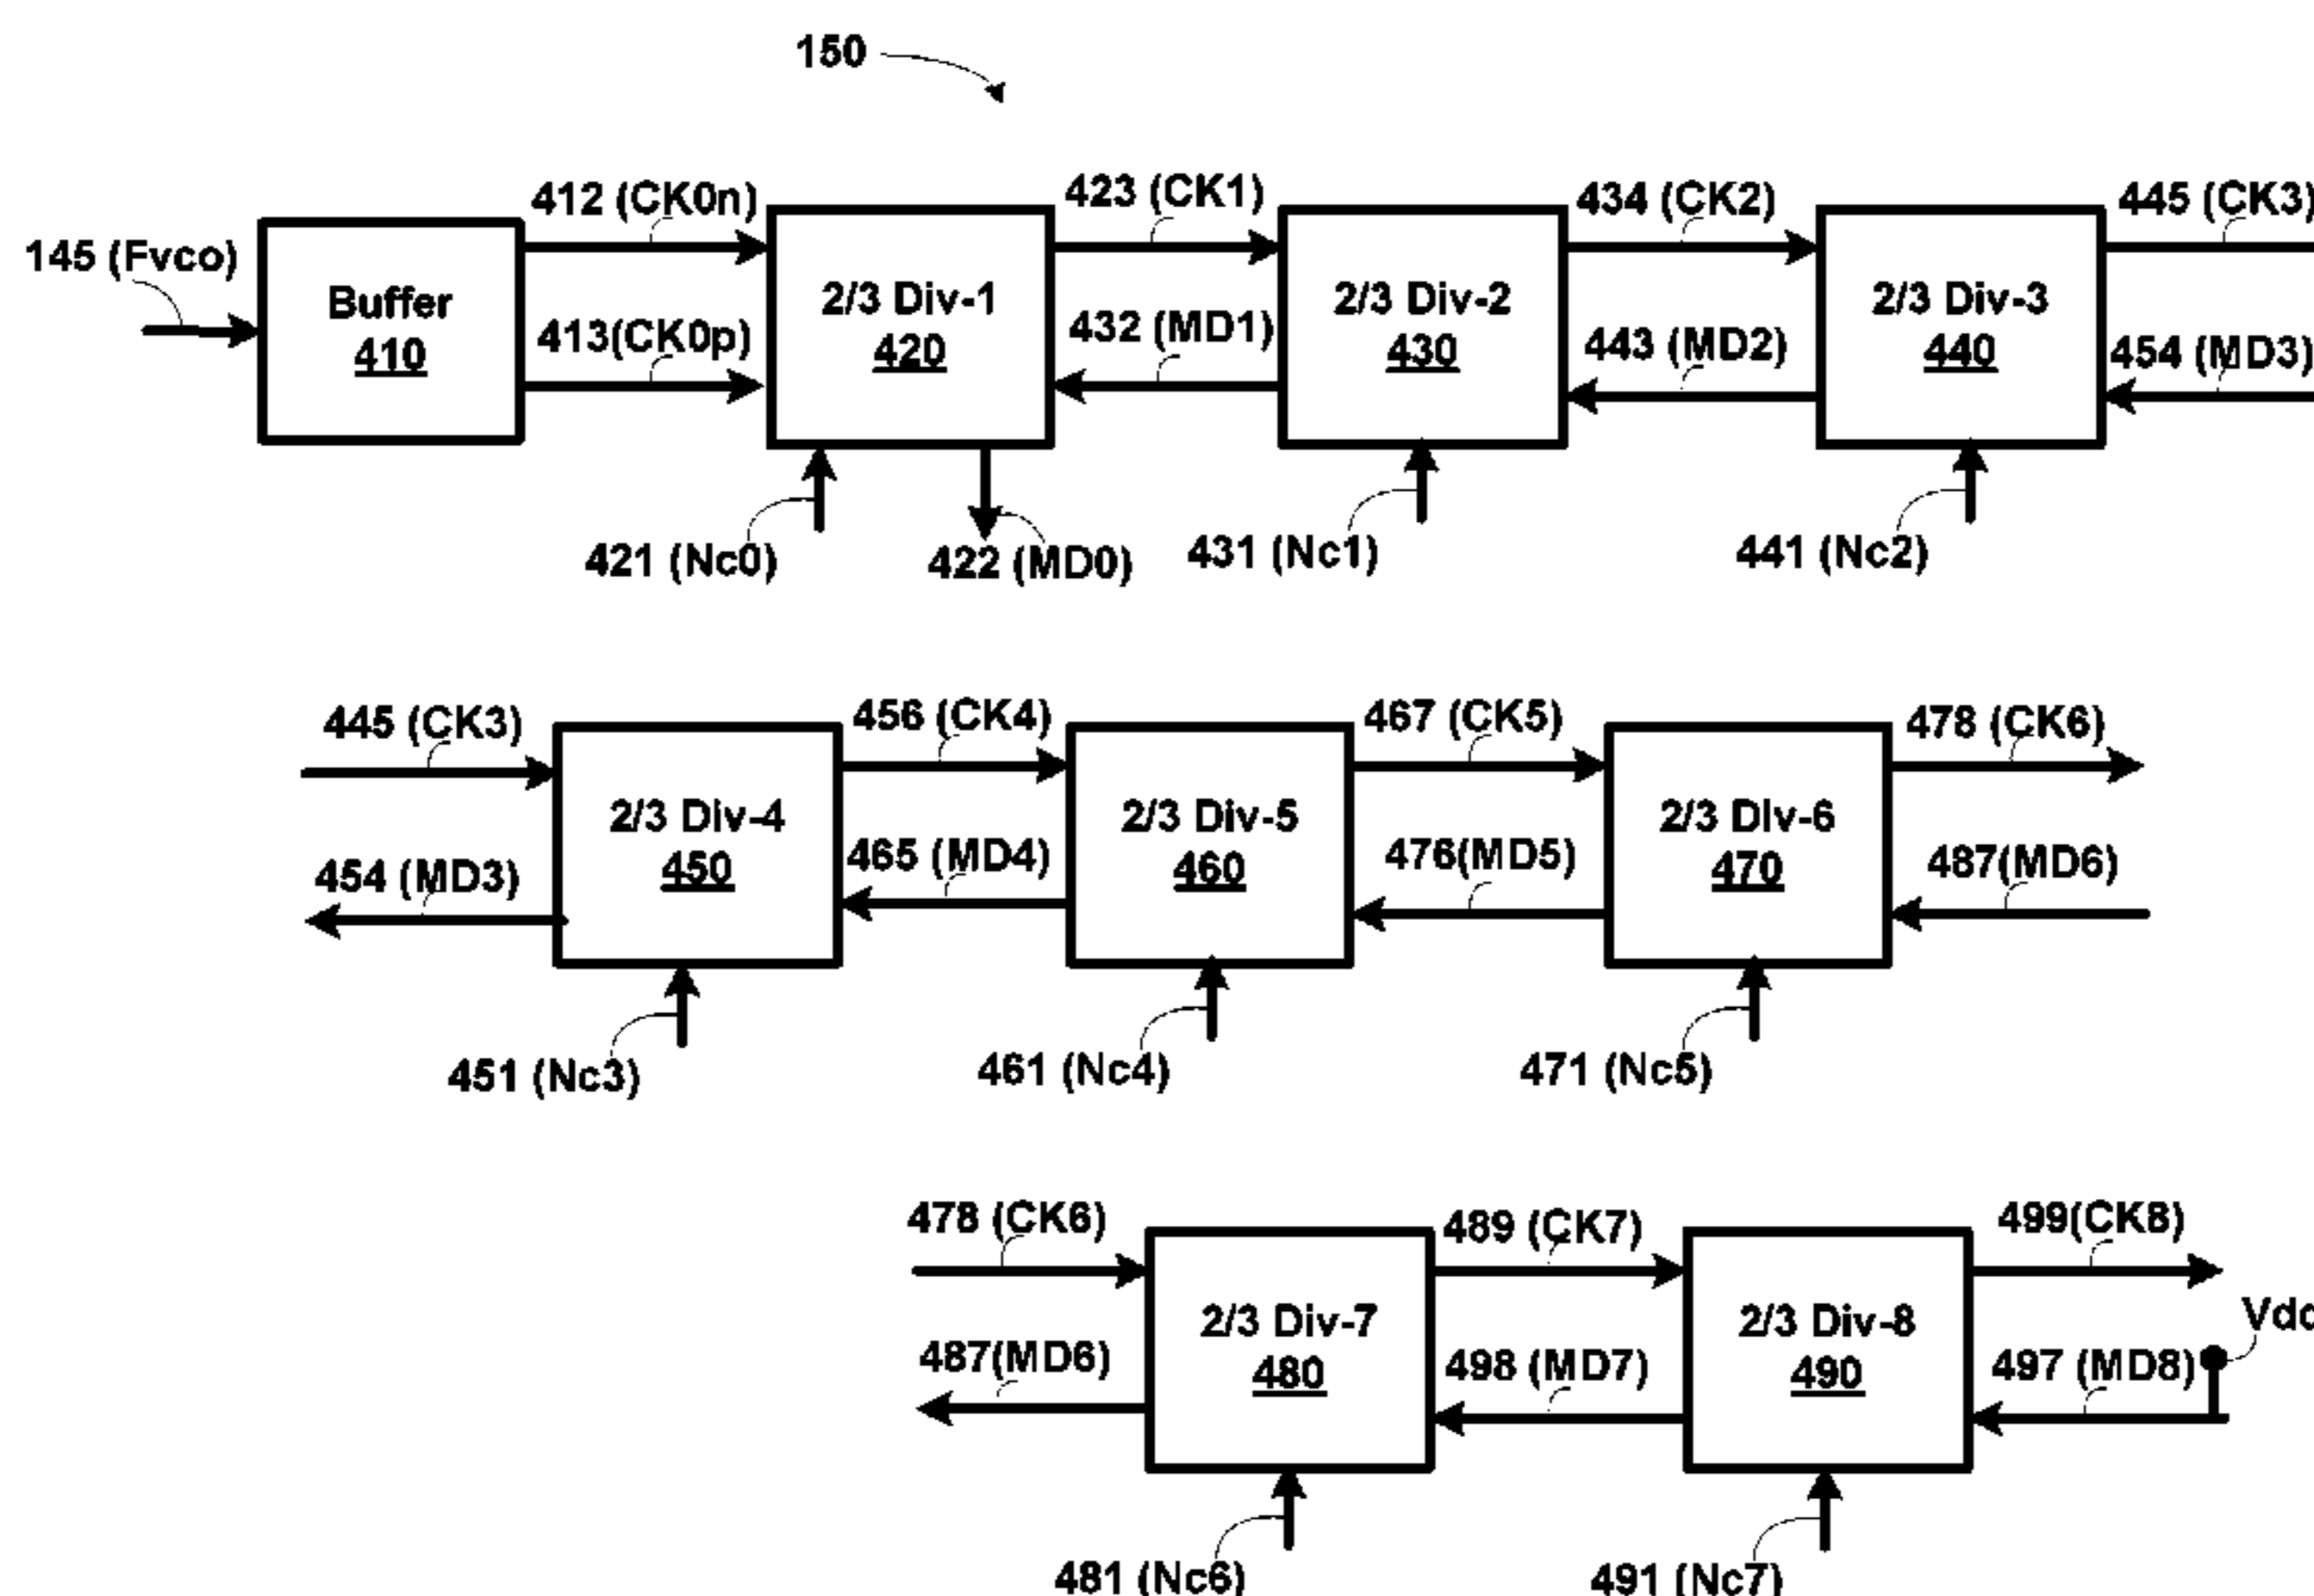 150
412 (CK0n)
423 (CK1)
434 (CK2)
445 (CK3)
145 (Fvco)
Buffer
410
413(CK0p)
2/3 Div-1
420
432 (MD1)
2/3 Div-2
430
443 (MD2)
2/3 Div-3
440
454 (MD3)
421 (Nc0)
422 (MD0)
431 (Nc1)
441 (Nc2)
445 (CK3)
456 (CK4)
467 (CK5)
478 (CK6)
454 (MD3)
2/3 Div-4
450
465 (MD4)
2/3 Div-5
460
476(MD5)
2/3 Div-6
470
487(MD6)
451 (Nc3)
461 (Nc4)
471 (Nc5)
478 (CK6)
489 (CK7)
499(CK8)
487(MD6)
2/3 Div-7
480
498 (MD7)
2/3 Div-8
490
497 (MD8)
481 (Nc6)
491 (Nc7)